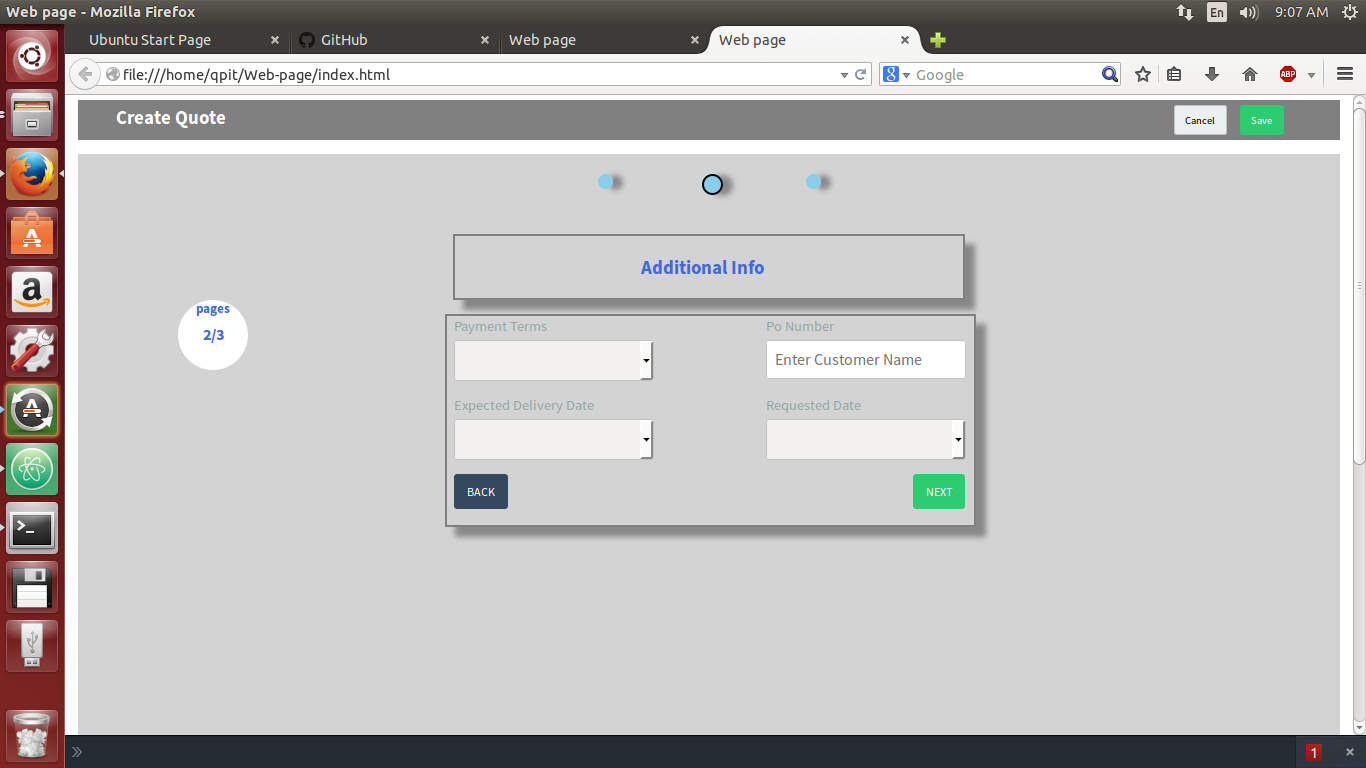 Web page - Mozilla Firefox
En
9:07 AM
Ubuntu Start Page
GitHub
Web page
Web page
file:///home/qpit/Web-page/index.html
8
Google
ABP
Create Quote
Cancel
Save
Additional Info
pages
2/3
Payment Terms
Po Number
Enter Customer Name
Expected Delivery Date
Requested Date
BACK
NEXT
a
>_
»
1